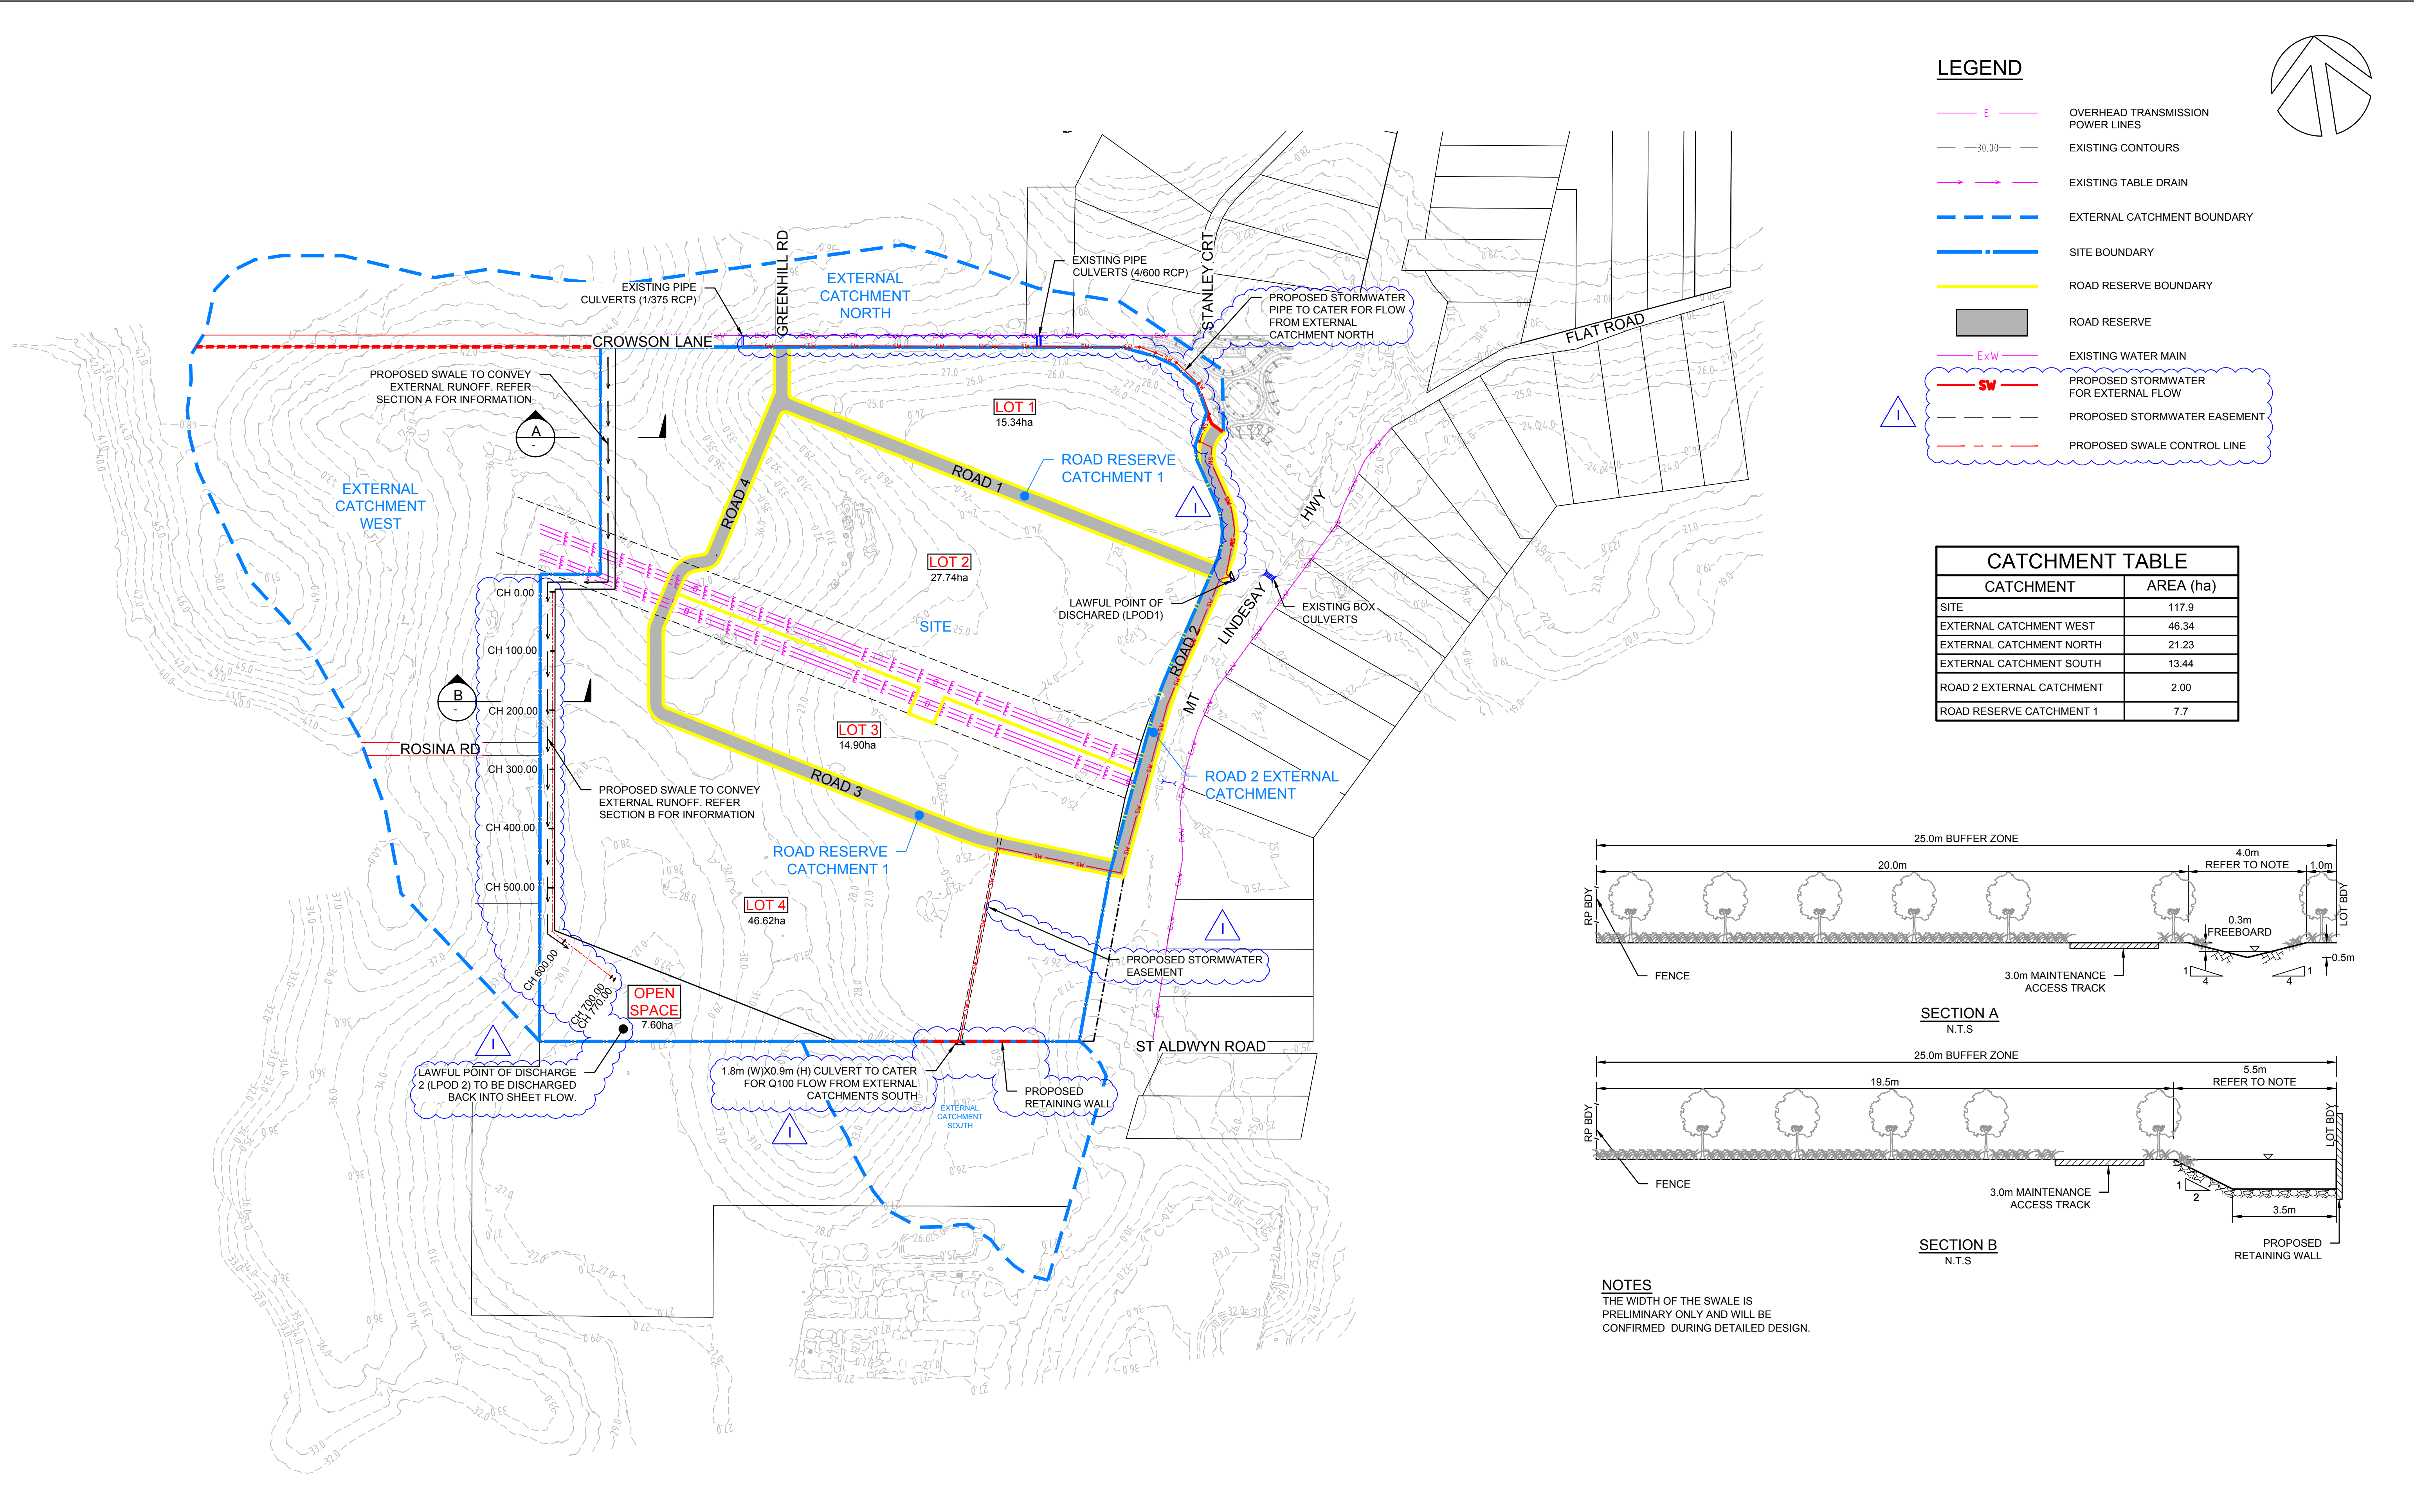 LEGEND
E
OVERHEAD TRANSMISSION
POWER LINES
30.00
EXISTING CONTOURS
EXISTING TABLE DRAIN
EXTERNAL CATCHMENT BOUNDARY
SITE BOUNDARY
ROAD RESERVE BOUNDARY
ROAD RESERVE
ExW
EXISTING WATER MAIN
SW
PROPOSED STORMWATER
FOR EXTERNAL FLOW
PROPOSED STORMWATER EASEMENT
PROPOSED SWALE CONTROL LINE
I
CATCHMENT TABLE
CATCHMENT AREA (ha)
SITE 117.9
EXTERNAL CATCHMENT WEST 46.34
EXTERNAL CATCHMENT NORTH 21.23
EXTERNAL CATCHMENT SOUTH 13.44
ROAD 2 EXTERNAL CATCHMENT 2.00
ROAD RESERVE CATCHMENT 1 7.7
GREENHILL RD
EXTERNAL
CATCHMENT
NORTH
EXISTING PIPE
CULVERTS (1/375 RCP)
EXISTING PIPE
CULVERTS (4/600 RCP)
STANLEY CRT
PROPOSED STORMWATER
PIPE TO CATER FOR FLOW
FROM EXTERNAL
CATCHMENT NORTH
FLAT ROAD
CROWSON LANE
PROPOSED SWALE TO CONVEY
EXTERNAL RUNOFF. REFER
SECTION A FOR INFORMATION
A
-
LOT 1
15.34ha
ROAD RESERVE
CATCHMENT 1
ROAD 1
ROAD 4
EXTERNAL
CATCHMENT
WEST
I
MT LINDESAY HWY
LOT 2
27.74ha
SITE
LAWFUL POINT OF
DISCHARED (LPOD1)
EXISTING BOX
CULVERTS
ROAD 2
CH 0.00
CH 100.00
B
-
CH 200.00
ROSINA RD
CH 300.00
CH 400.00
CH 500.00
CH 600.00
CH 700.00
CH 770.00
LOT 3
14.90ha
ROAD 3
PROPOSED SWALE TO CONVEY
EXTERNAL RUNOFF. REFER
SECTION B FOR INFORMATION
ROAD 2 EXTERNAL
CATCHMENT
ROAD RESERVE
CATCHMENT 1
LOT 4
46.62ha
I
PROPOSED STORMWATER
EASEMENT
OPEN
SPACE
7.60ha
I
ST ALDWYN ROAD
LAWFUL POINT OF DISCHARGE
2 (LPOD 2) TO BE DISCHARGED
BACK INTO SHEET FLOW.
1.8m (W)X0.9m (H) CULVERT TO CATER
FOR Q100 FLOW FROM EXTERNAL
CATCHMENTS SOUTH
I
PROPOSED
RETAINING WALL
EXTERNAL
CATCHMENT
SOUTH
25.0m BUFFER ZONE
4.0m
REFER TO NOTE
20.0m
1.0m
RP BDY
LOT BDY
0.3m
FREEBOARD
0.5m
FENCE
3.0m MAINTENANCE
ACCESS TRACK
1
4
1
4
SECTION A
N.T.S
25.0m BUFFER ZONE
5.5m
REFER TO NOTE
19.5m
RP BDY
LOT BDY
FENCE
3.0m MAINTENANCE
ACCESS TRACK
1
2
3.5m
PROPOSED
RETAINING WALL
SECTION B
N.T.S
NOTES
THE WIDTH OF THE SWALE IS
PRELIMINARY ONLY AND WILL BE
CONFIRMED DURING DETAILED DESIGN.